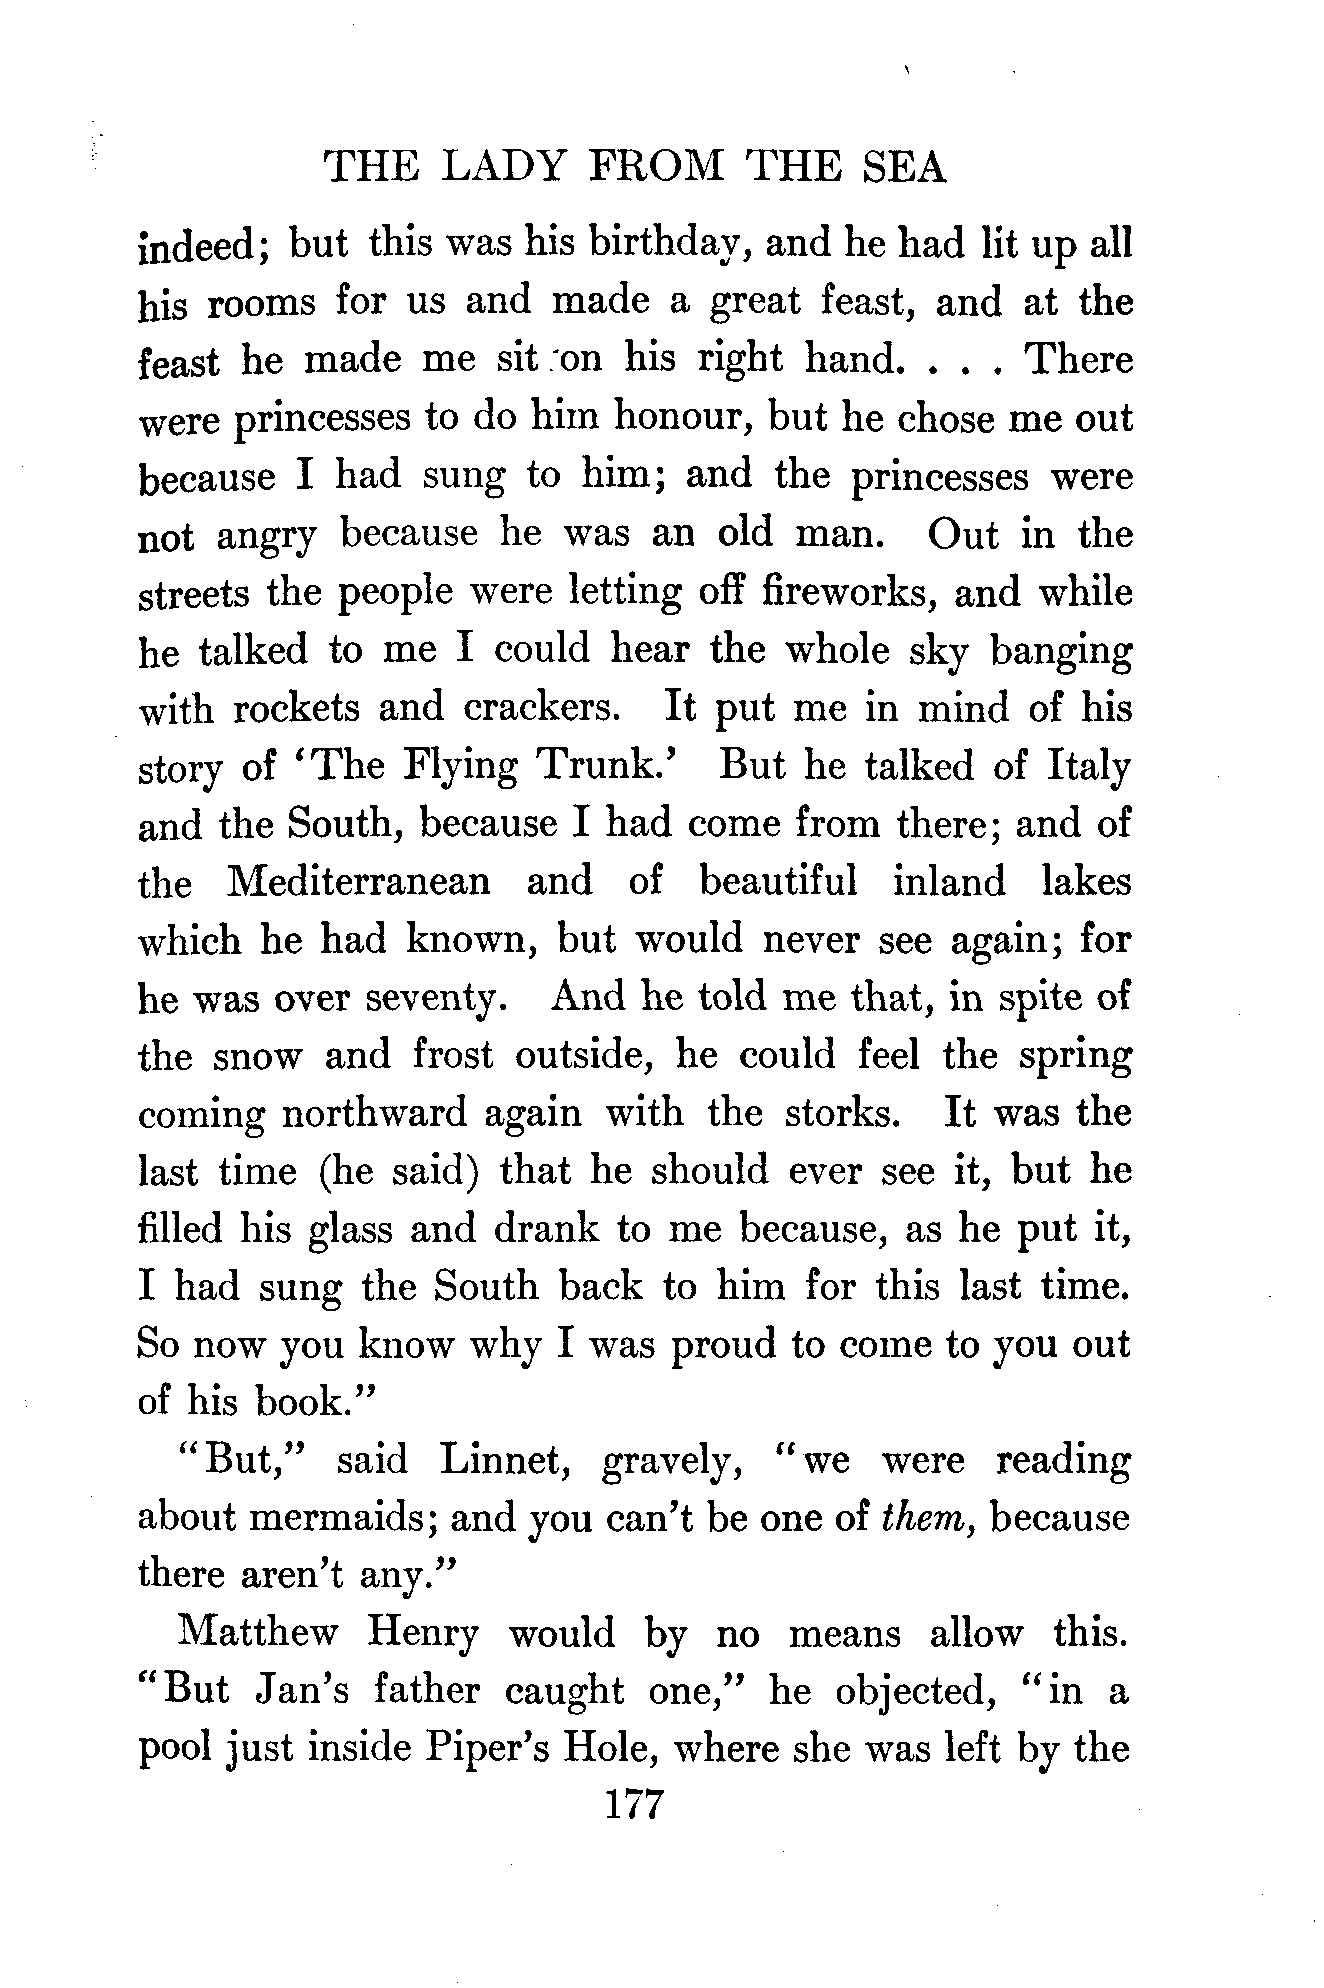 THE LADY FROM THE SEA
indeed; but this was his birthday, and he had lit up all
his rooms for us and made a great feast, and at the
feast he made me sit on his right hand. . . . There
were princesses to do him honour, but he chose me out
because I had sung to him; and the princesses were
not angry because he was an old man. Out in the
streets the people were letting off fireworks, and while
he talked to me I could hear the whole sky banging
with rockets and crackers. It put me in mind of his
story of ‘The Flying Trunk.’ But he talked of Italy
and the South, because I had come from there; and of
the Mediterranean and of beautiful inland lakes
which he had known, but would never see again; for
he was over seventy. And he told me that, in spite of
the snow and frost outside, he could feel the spring
coming northward again with the storks. It was the
last time (he said) that he should ever see it, but he
filled his glass and drank to me because, as he put it,
I had sung the South back to him for this last time.
So now you know why I was proud to come to you out
of his book.”
“But,” said Linnet, gravely, “we were reading
about mermaids; and you can’t be one of them, because
there aren’t any.”
Matthew Henry would by no means allow this.
“But Jan’s father caught one,” he objected, “in a
pool just inside Piper’s Hole, where she was left by the
177